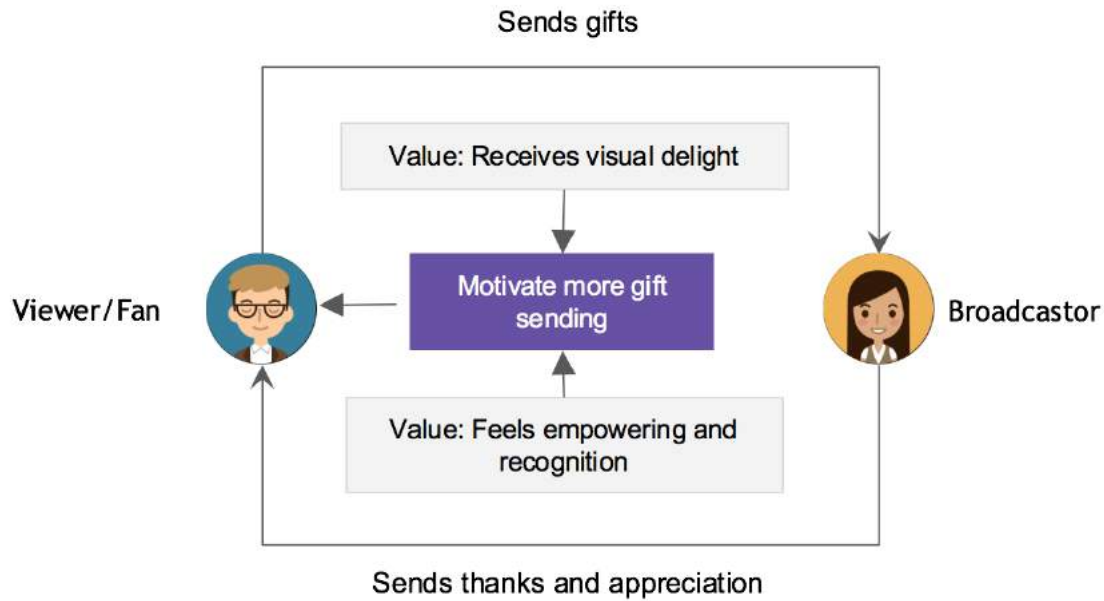 Sends gifts
Value: Receives visual delight
Motivate more gift
sending
Viewer/Fan
Broadcastor
Value: Feels empowering and
recognition
Sends thanks and appreciation